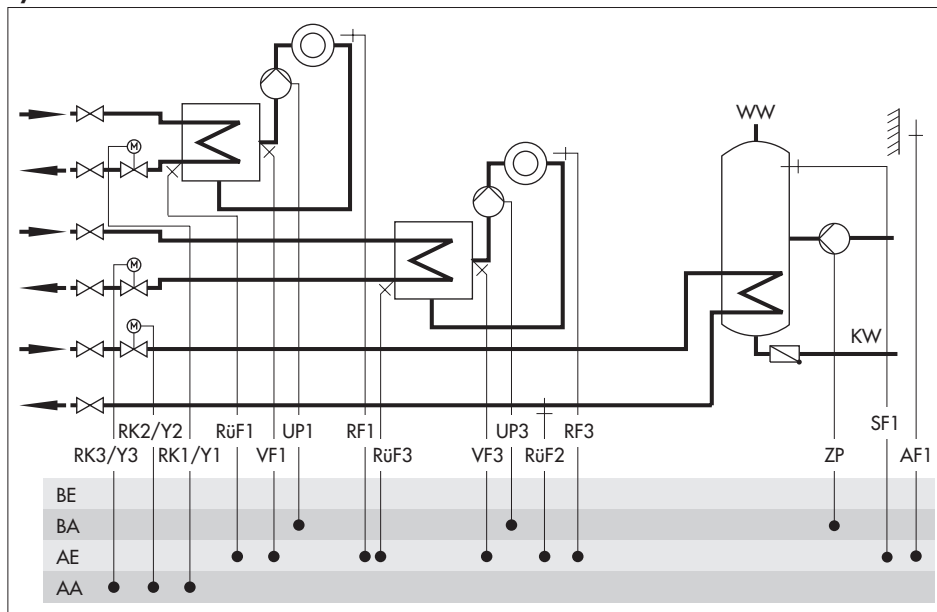 M
WW
M
M
KW
RK2/Y2 RüF1 UP1 RF1 UP3 RF3 SF1
RK3/Y3 RK1/Y1 VF1 RüF3 VF3 RüF2 ZP AF1
BE
BA
AE
AA